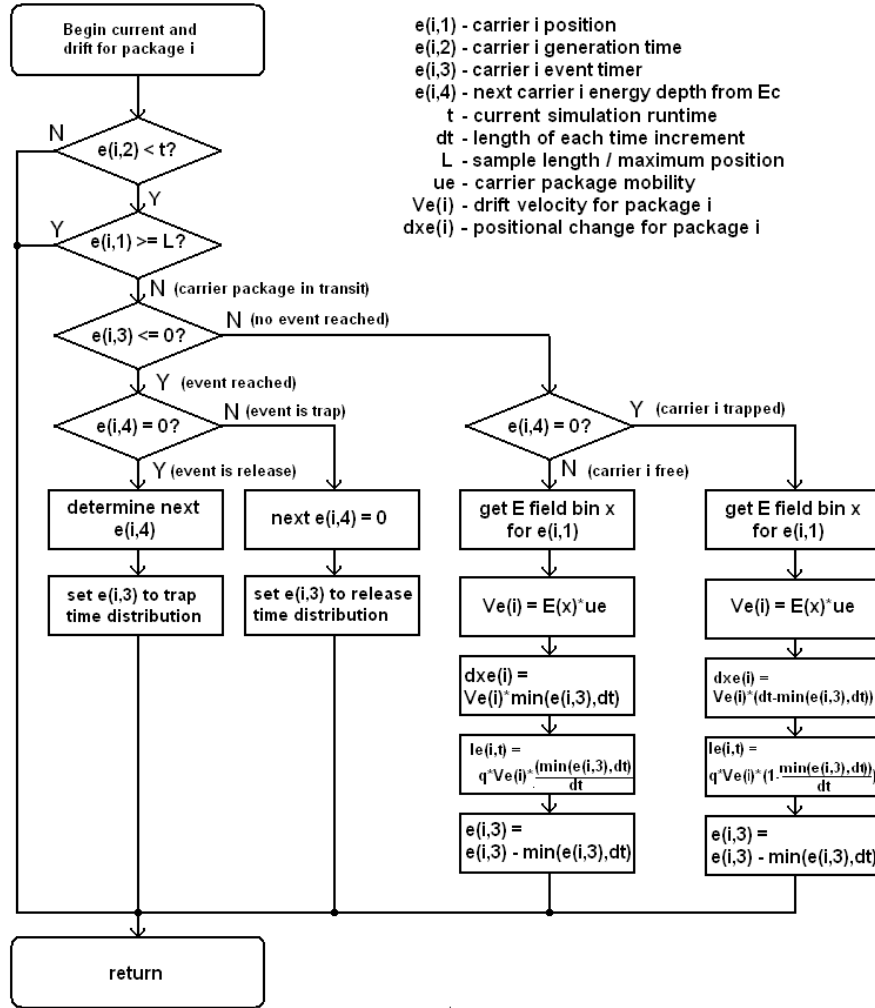 Begin current and
drift for package i
e(i,1) - carrier i position
e(i,2) - carrier i generation time
e(i,3) - carrier i event timer
e(i,4) - next carrier i energy depth from Ec
t - current simulation runtime
dt - length of each time increment
L - sample length / maximum position
ue - carrier package mobility
Ve(i) - drift velocity for package i
dxe(i) - positional change for package i
N
e(i,2) < t?
Y
Y
e(i,1) >= L?
N (carrier package in transit)
e(i,3) <= 0?
N (no event reached)
Y (event reached)
e(i,4) = 0?
N (event is trap)
Y (event is release)
e(i,4) = 0?
Y (carrier i trapped)
N (carrier i free)
determine next
e(i,4)
set e(i,3) to trap
time distribution
next e(i,4) = 0
set e(i,3) to release
time distribution
get E field bin x
for e(i,1)
Ve(i) = E(x)*ue
dxe(i) =
Ve(i)*min(e(i,3),dt)
Ie(i,t) =
q*Ve(i)*(min(e(i,3),dt)
dt
e(i,3) =
e(i,3) - min(e(i,3),dt)
get E field bin x
for e(i,1)
Ve(i) = E(x)*ue
dxe(i) =
Ve(i)*(dt-min(e(i,3),dt))
Ie(i,t) =
q*Ve(i)*(1-min(e(i,3),dt))
dt
)
e(i,3) =
e(i,3) - min(e(i,3),dt)
return